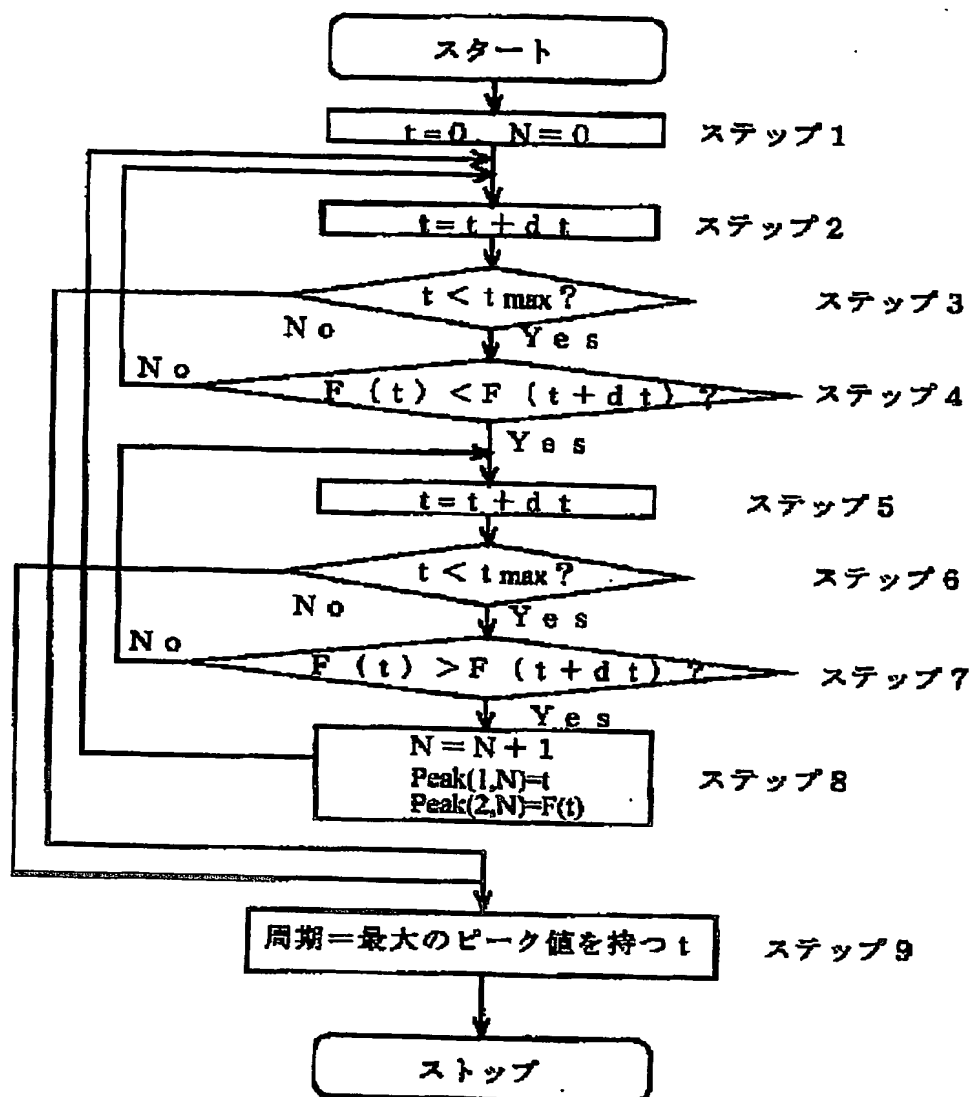 スタート
t=0、 N=0
ステップ1
t=t+dt
ステップ2
t<tmax?
ステップ3
No
Yes
No
F(t)<F(t+dt)?
ステップ4
Yes
t=t+dt
ステップ5
t<tmax?
ステップ6
No
Yes
No
F(t)>F(t+dt)?
ステップ7
Yes
N=N+1
ステップ8
Peak(1,N)=t
Peak(2,N)=F(t)
周期=最大のピーク値を持つt
ステップ9
ストップ